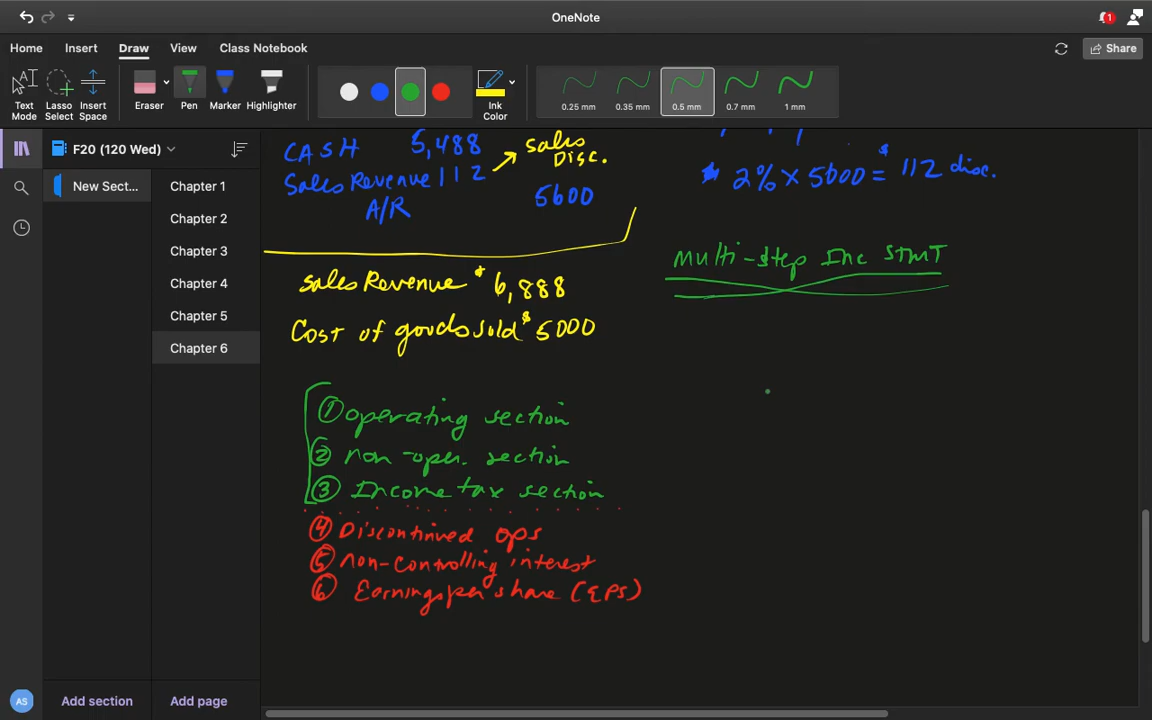 OneNote
1
Home Insert Draw View Class Notebook
Share
Text Mode
Lasso Select
Insert Space
Eraser
Pen
Marker
Highlighter
Ink Color
0.25 mm 0.35 mm 0.5 mm 0.7 mm 1 mm
F20 (120 Wed)
New Sect...
Chapter 1
Chapter 2
Chapter 3
Chapter 4
Chapter 5
Chapter 6
CASH 5,488
Sales Disc.
Sales Revenue 112
A/R 5600
2% x 5600 = $112 disc.
Sales Revenue $6,888
Cost of goods sold $5000
Multi-step Inc STMT
① operating section
② non-oper. section
③ Income tax section
④ Discontinued ops
⑤ non-controlling interest
⑥ Earnings per share (EPS)
AS
Add section
Add page